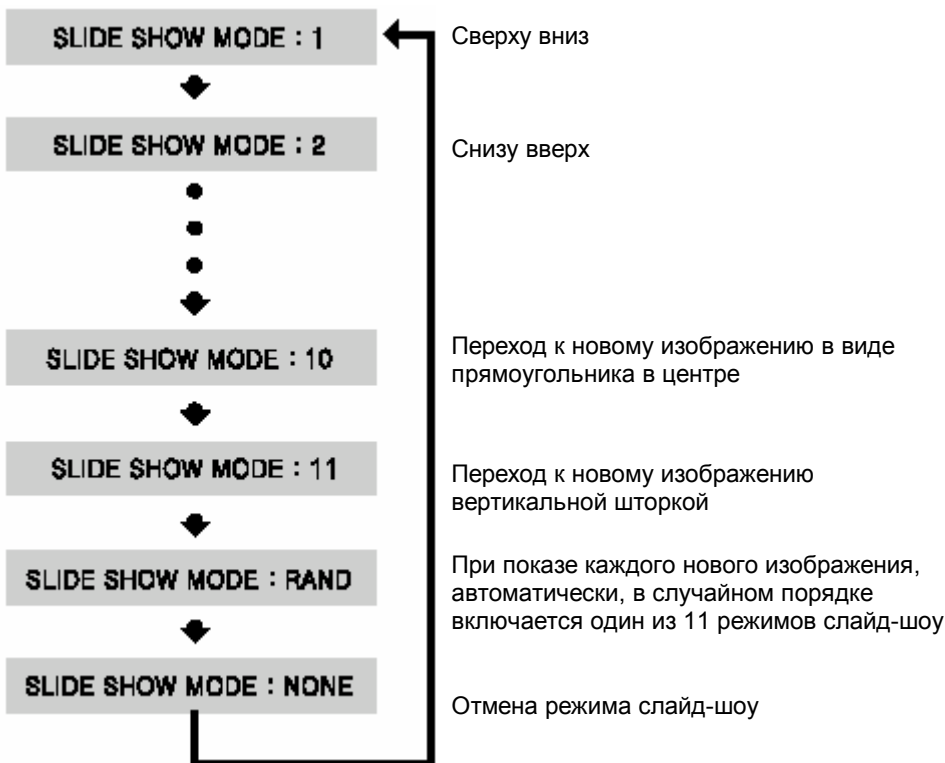 SLIDE SHOW MODE : 1
Сверху вниз
SLIDE SHOW MODE : 2
Снизу вверх
SLIDE SHOW MODE : 10
Переход к новому изображению в виде
прямоугольника в центре
SLIDE SHOW MODE : 11
Переход к новому изображению
вертикальной шторкой
SLIDE SHOW MODE : RAND
При показе каждого нового изображения,
автоматически, в случайном порядке
включается один из 11 режимов слайд-шоу
SLIDE SHOW MODE : NONE
Отмена режима слайд-шоу